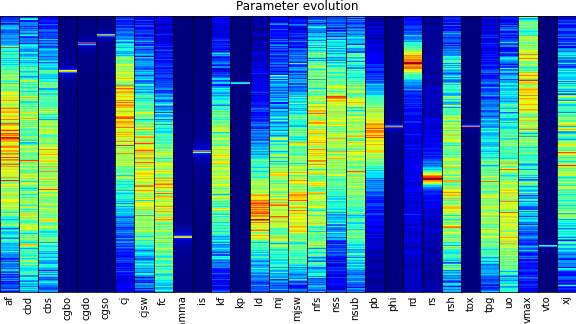 Parameter evolution
af
cbd
cbs
cgbo
cgdo
cgso
cj
cjsw
fc
is
kf
kp
ld
mj
mjsw
nfs
nss
nsub
pb
phi
rd
rs
rsh
tox
tpg
uo
vmax
vto
xj